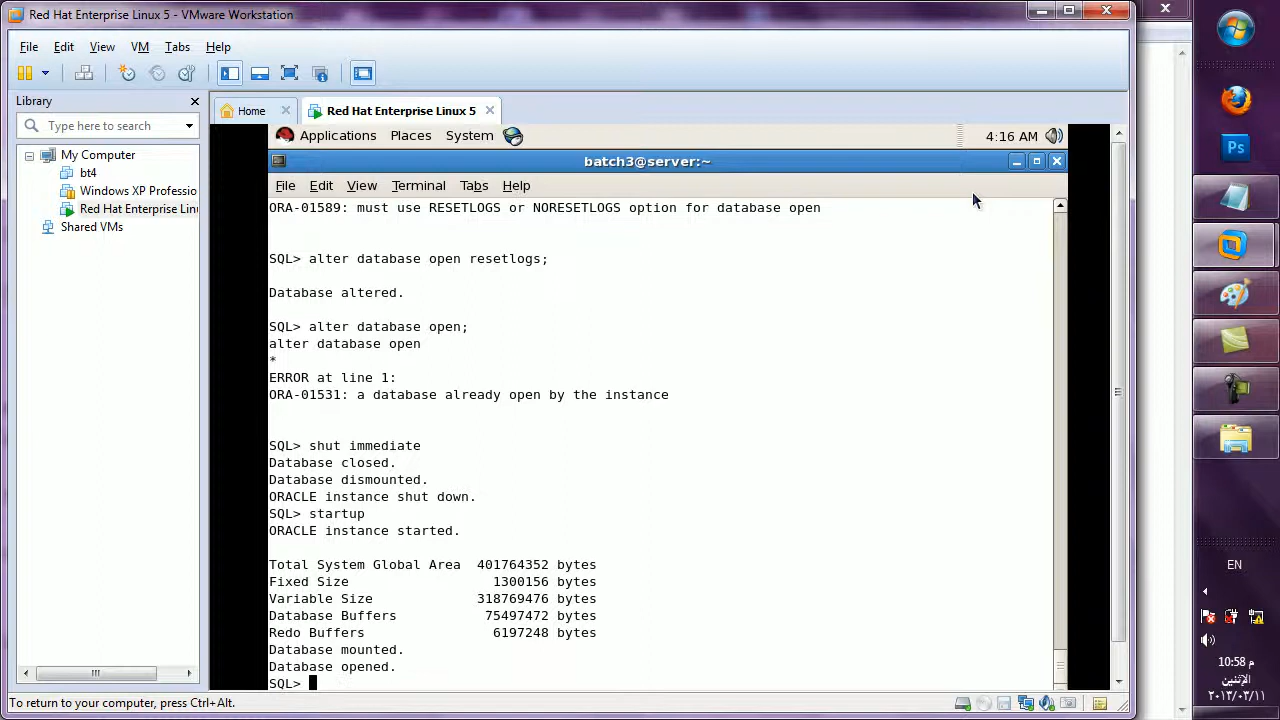 Red Hat Enterprise Linux 5 - VMware Workstation
File Edit View VM Tabs Help
Library
Type here to search
My Computer
bt4
Windows XP Professio
Red Hat Enterprise Linu
Shared VMs
Home
Red Hat Enterprise Linux 5
Applications Places System
4:16 AM
batch3@server:~
File Edit View Terminal Tabs Help
ORA-01589: must use RESETLOGS or NORESETLOGS option for database open
SQL> alter database open resetlogs;
Database altered.
SQL> alter database open;
alter database open
*
ERROR at line 1:
ORA-01531: a database already open by the instance
SQL> shut immediate
Database closed.
Database dismounted.
ORACLE instance shut down.
SQL> startup
ORACLE instance started.
Total System Global Area 401764352 bytes
Fixed Size 1300156 bytes
Variable Size 318769476 bytes
Database Buffers 75497472 bytes
Redo Buffers 6197248 bytes
Database mounted.
Database opened.
SQL>
To return to your computer, press Ctrl+Alt.
Ps
EN
10:58 م
الإثنين
٢٠١٣/٠٣/١١